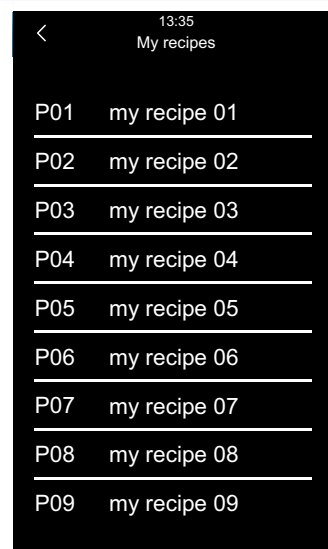 13:35
My recipes
P01 my recipe 01
P02 my recipe 02
P03 my recipe 03
P04 my recipe 04
P05 my recipe 05
P06 my recipe 06
P07 my recipe 07
P08 my recipe 08
P09 my recipe 09